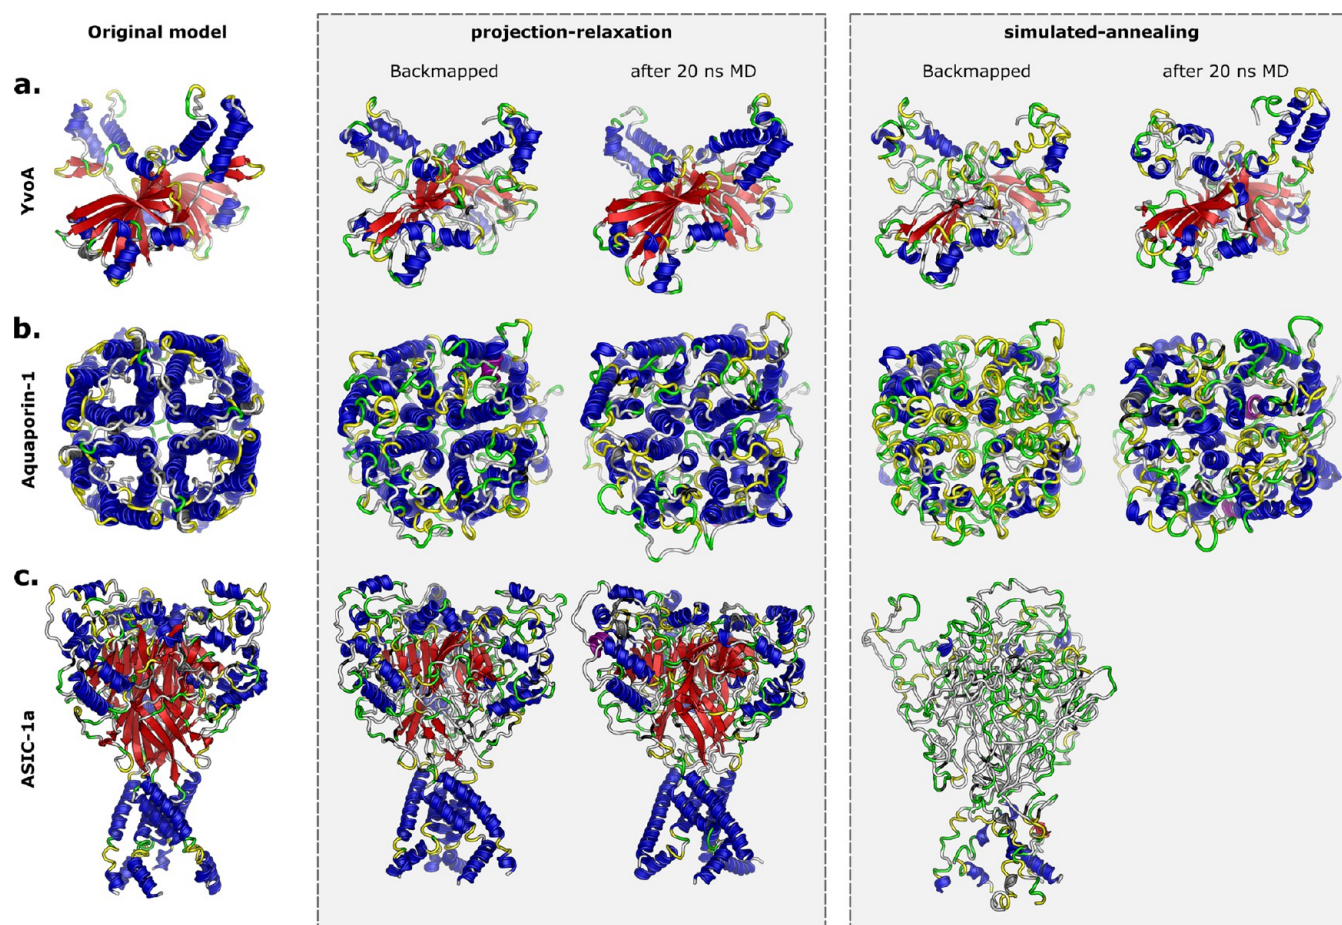 Original model
projection-relaxation
simulated-annealing
Backmapped
after 20 ns MD
Backmapped
after 20 ns MD
a.
YvoA
b.
Aquaporin-1
c.
ASIC-1a